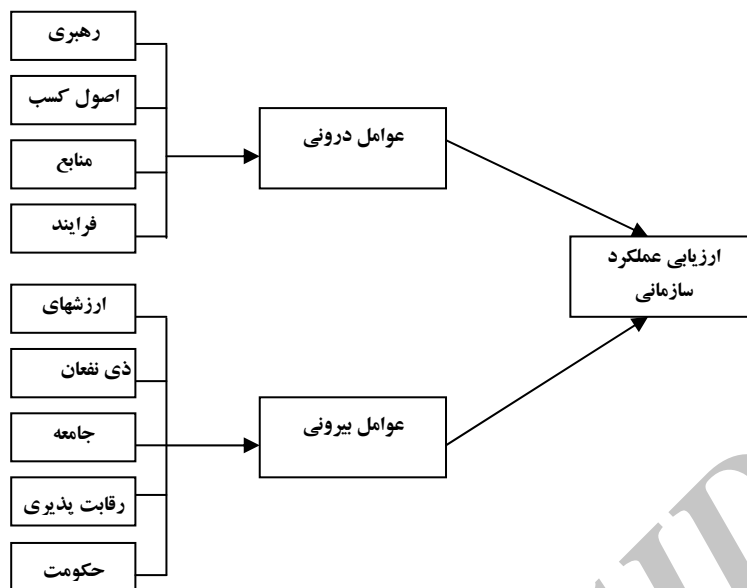 رهبری
اصول کسب
منابع
فرایند
عوامل درونی
ارزیابی عملکرد
سازمانی
ارزشهای
ذی نفعان
جامعه
رقابت پذیری
حکومت
عوامل بیرونی